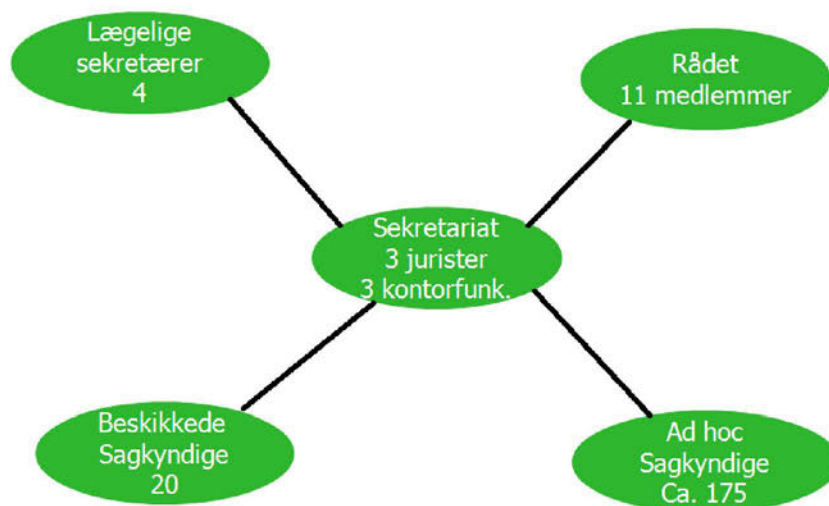 Lægelige
sekretærer
4
Rådet
11 medlemmer
Sekretariat
3 jurister
3 kontorfunk.
Beskikkede
Sagkyndige
20
Ad hoc
Sagkyndige
Ca. 175